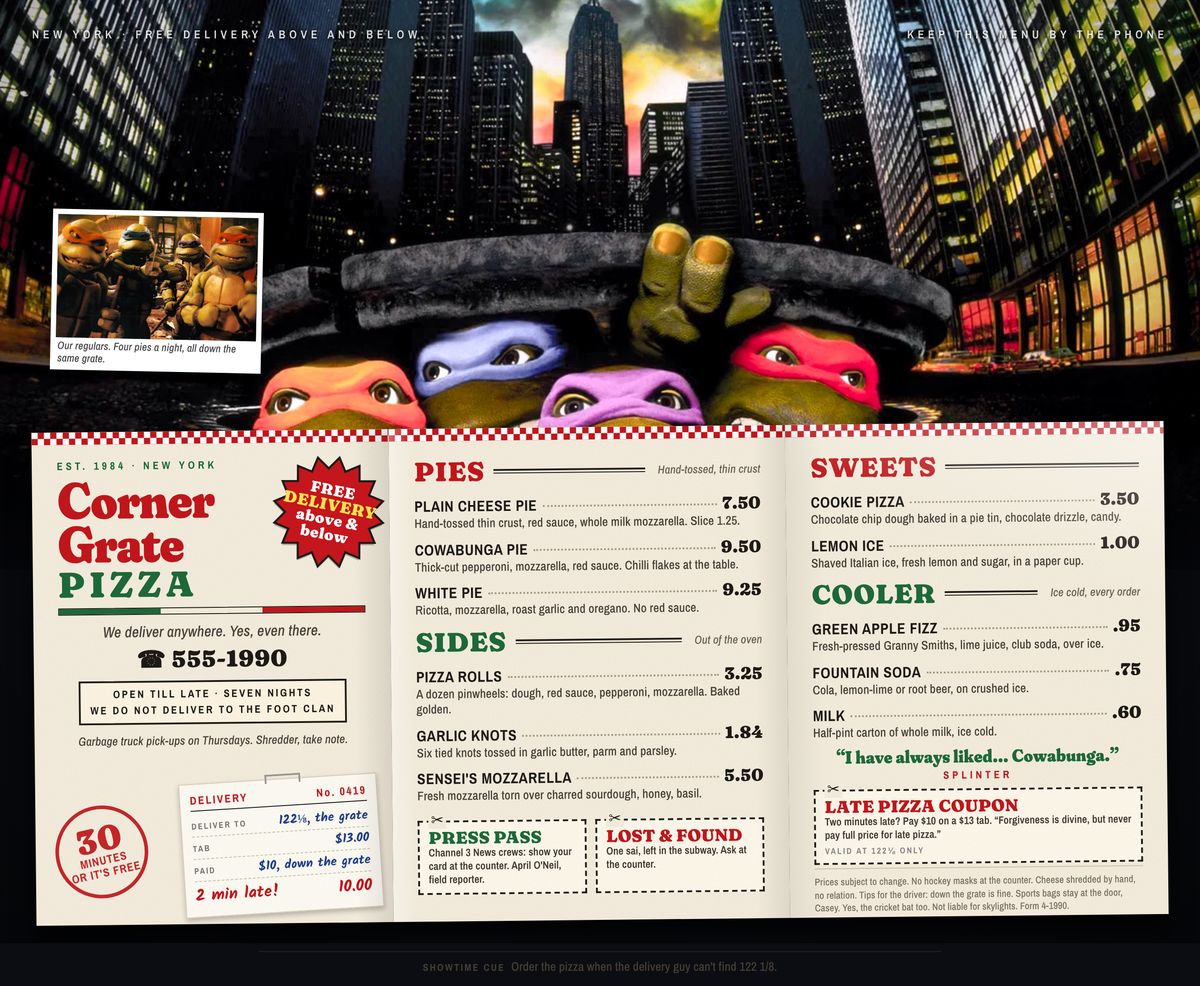 NEW YORK · FREE DELIVERY ABOVE AND BELOW
KEEP THIS MENU BY THE PHONE
Our regulars. Four pies a night, all down the
same grate.
EST. 1984 · NEW YORK
Corner
Grate
PIZZA
FREE
DELIVERY
above &
below
We deliver anywhere. Yes, even there.
☎ 555-1990
OPEN TILL LATE · SEVEN NIGHTS
WE DO NOT DELIVER TO THE FOOT CLAN
Garbage truck pick-ups on Thursdays. Shredder, take note.
30
MINUTES
OR IT'S FREE
DELIVERY No. 0419
DELIVER TO 122⅛, the grate
TAB $13.00
PAID $10, down the grate
2 min late! 10.00
PIES Hand-tossed, thin crust
PLAIN CHEESE PIE 7.50
Hand-tossed thin crust, red sauce, whole milk mozzarella. Slice 1.25.
COWABUNGA PIE 9.50
Thick-cut pepperoni, mozzarella, red sauce. Chilli flakes at the table.
WHITE PIE 9.25
Ricotta, mozzarella, roast garlic and oregano. No red sauce.
SIDES Out of the oven
PIZZA ROLLS 3.25
A dozen pinwheels: dough, red sauce, pepperoni, mozzarella. Baked
golden.
GARLIC KNOTS 1.84
Six tied knots tossed in garlic butter, parm and parsley.
SENSEI'S MOZZARELLA 5.50
Fresh mozzarella torn over charred sourdough, honey, basil.
PRESS PASS
Channel 3 News crews: show your
card at the counter. April O'Neil,
field reporter.
LOST & FOUND
One sai, left in the subway. Ask at
the counter.
SWEETS
COOKIE PIZZA 3.50
Chocolate chip dough baked in a pie tin, chocolate drizzle, candy.
LEMON ICE 1.00
Shaved Italian ice, fresh lemon and sugar, in a paper cup.
COOLER Ice cold, every order
GREEN APPLE FIZZ .95
Fresh-pressed Granny Smiths, lime juice, club soda, over ice.
FOUNTAIN SODA .75
Cola, lemon-lime or root beer, on crushed ice.
MILK .60
Half-pint carton of whole milk, ice cold.
“I have always liked... Cowabunga.”
SPLINTER
LATE PIZZA COUPON
Two minutes late? Pay $10 on a $13 tab. “Forgiveness is divine, but never
pay full price for late pizza.”
VALID AT 122⅛ ONLY
Prices subject to change. No hockey masks at the counter. Cheese shredded by hand,
no relation. Tips for the driver: down the grate is fine. Sports bags stay at the door,
Casey. Yes, the cricket bat too. Not liable for skylights. Form 4-1990.
SHOWTIME CUE Order the pizza when the delivery guy can't find 122 1/8.